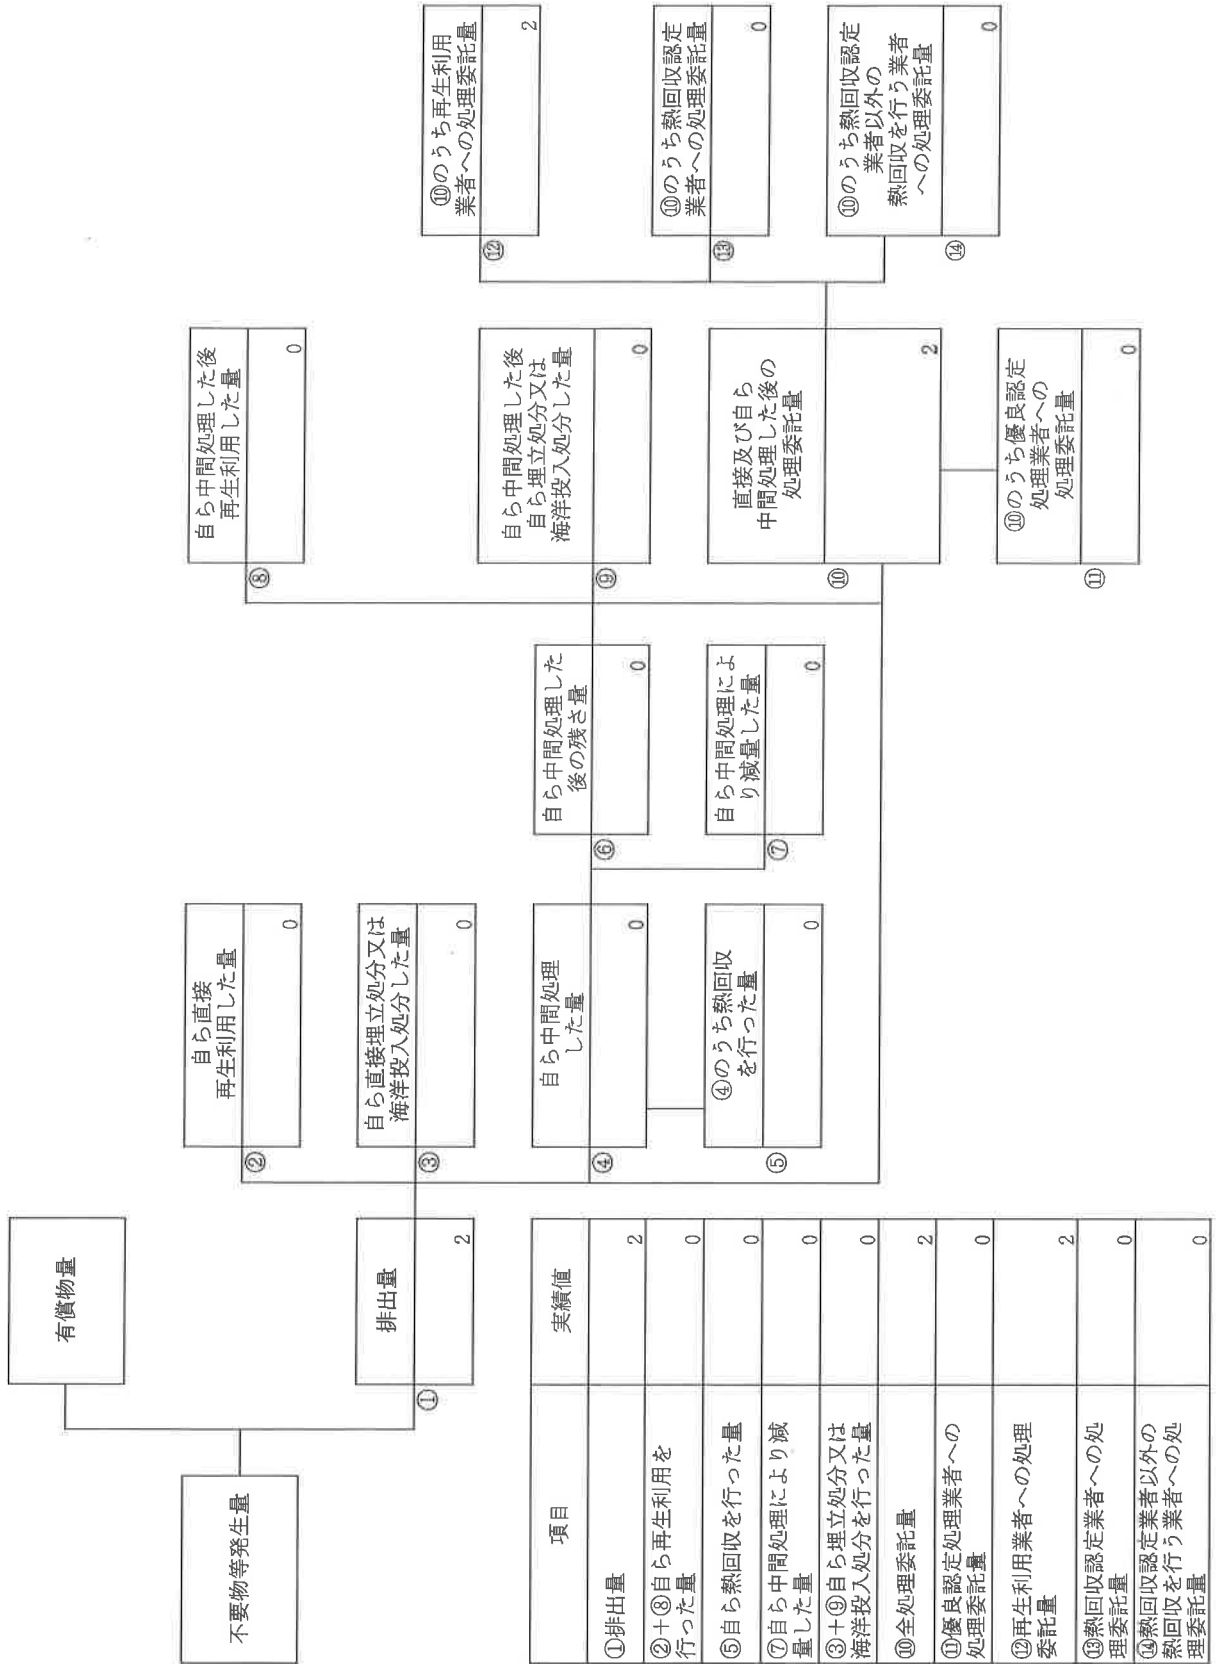 不要物等発生量
有償物量
①
排出量
2
②
自ら直接
再生利用した量
0
③
自ら直接埋立処分又は
海洋投入処分した量
0
④
自ら中間処理
した量
0
⑤
④のうち熱回収
を行った量
0
⑥
自ら中間処理した
後の残さ量
0
⑦
自ら中間処理によ
り減量した量
0
⑧
自ら中間処理した後
再生利用した量
0
⑨
自ら中間処理した後
自ら埋立処分又は
海洋投入処分した量
0
⑩
直接及び自ら
中間処理した後の
処理委託量
2
⑪
⑩のうち優良認定
処理業者への
処理委託量
0
⑫
⑩のうち再生利用
業者への処理委託量
2
⑬
⑩のうち熱回収認定
業者への処理委託量
0
⑭
⑩のうち熱回収認定
業者以外の
熱回収を行う業者
への処理委託量
0
項目 実績値
①排出量 2
②+⑧自ら再生利用を
行った量 0
⑤自ら熱回収を行った量 0
⑦自ら中間処理により減
量した量 0
③+⑨自ら埋立処分又は
海洋投入処分を行った量 0
⑩全処理委託量 2
⑪優良認定処理業者への
処理委託量 0
⑫再生利用業者への処理
委託量 2
⑬熱回収認定業者への処
理委託量 0
⑭熱回収認定業者以外の
熱回収を行う業者への処
理委託量 0